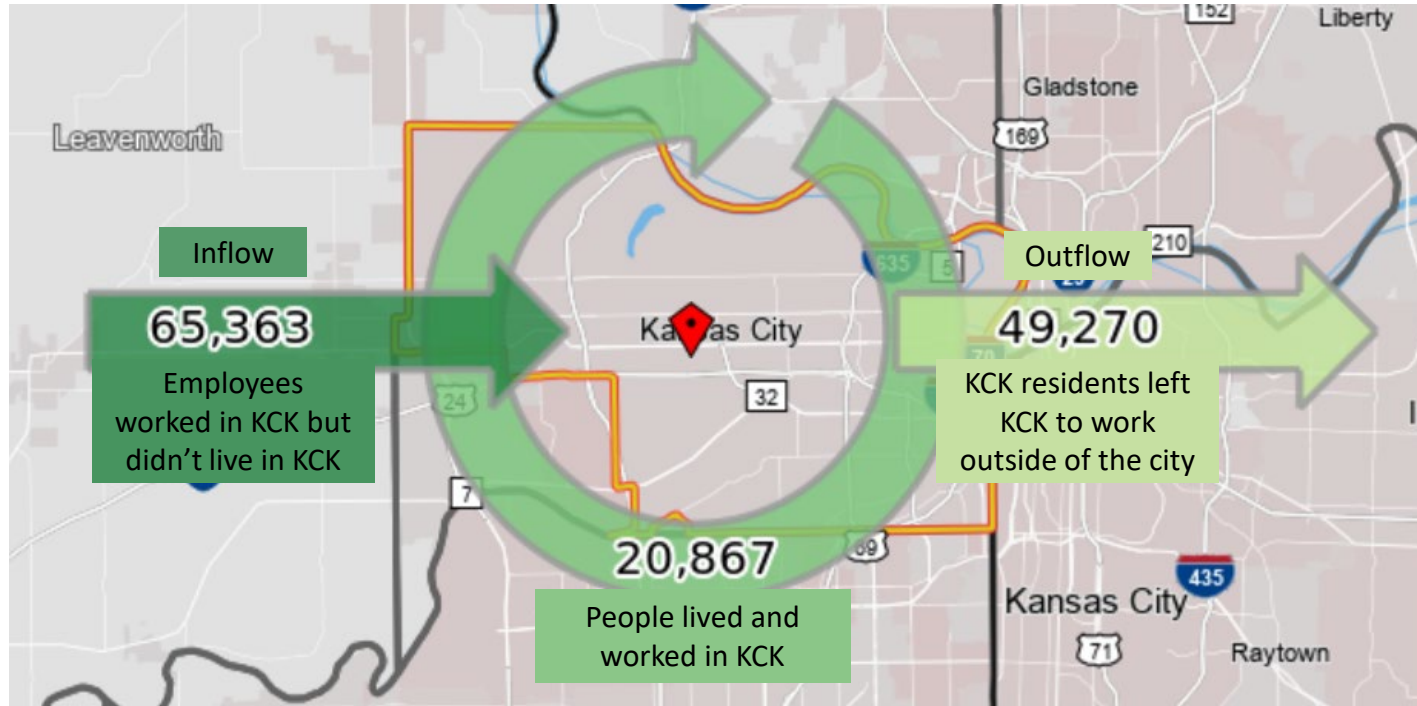 152
Liberty
Gladstone
Leavenworth
169
Inflow
635
5
Outflow
210
65,363
Kansas City
49,270
Employees
worked in KCK but
didn’t live in KCK
24
32
70
KCK residents left
KCK to work
outside of the city
7
20,867
69
People lived and
worked in KCK
435
Kansas City
71
Raytown